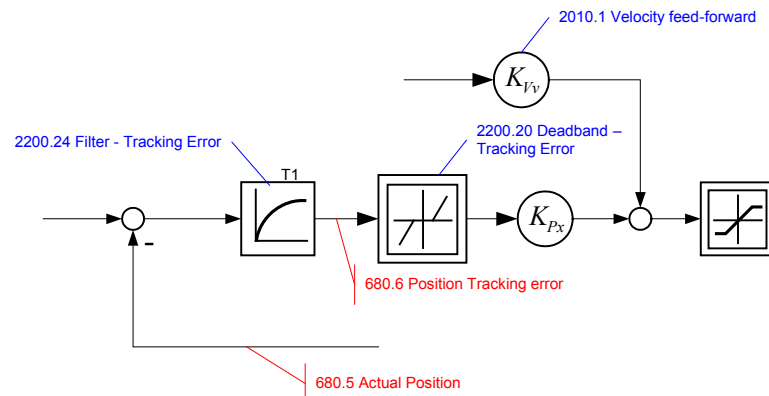 2010.1 Velocity feed-forward
K_Vv
2200.24 Filter - Tracking Error
2200.20 Deadband –
Tracking Error
T1
K_Px
-
680.6 Position Tracking error
680.5 Actual Position